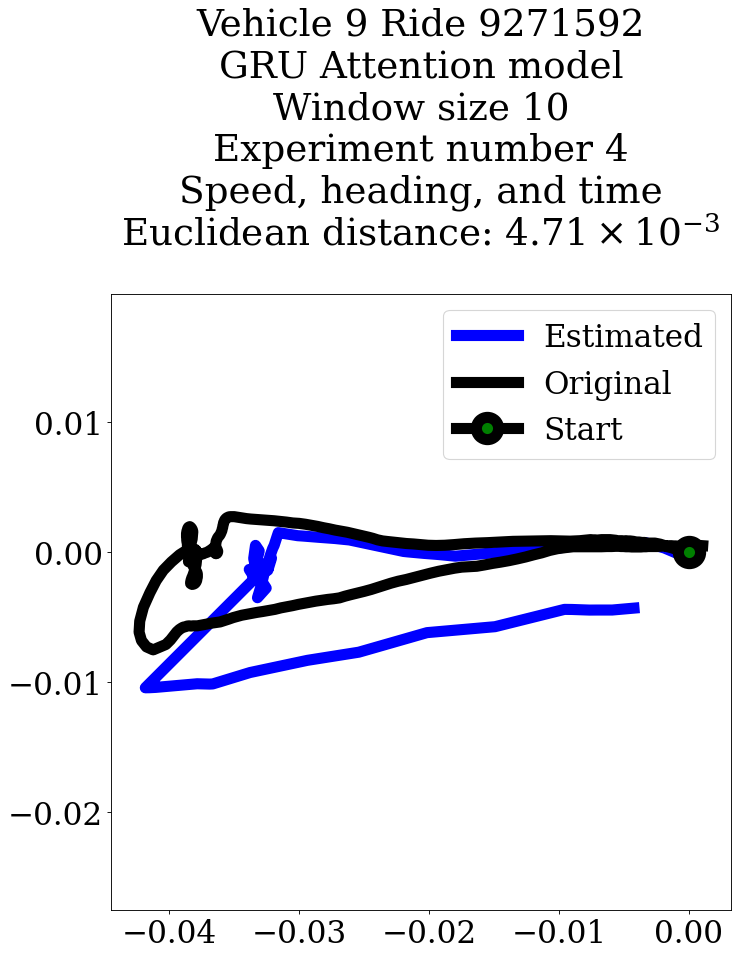 Vehicle 9 Ride 9271592
GRU Attention model
Window size 10
Experiment number 4
Speed, heading, and time
Euclidean distance: 4.71 × 10⁻³
Estimated
Original
Start
0.01
0.00
−0.01
−0.02
−0.04 −0.03 −0.02 −0.01 0.00